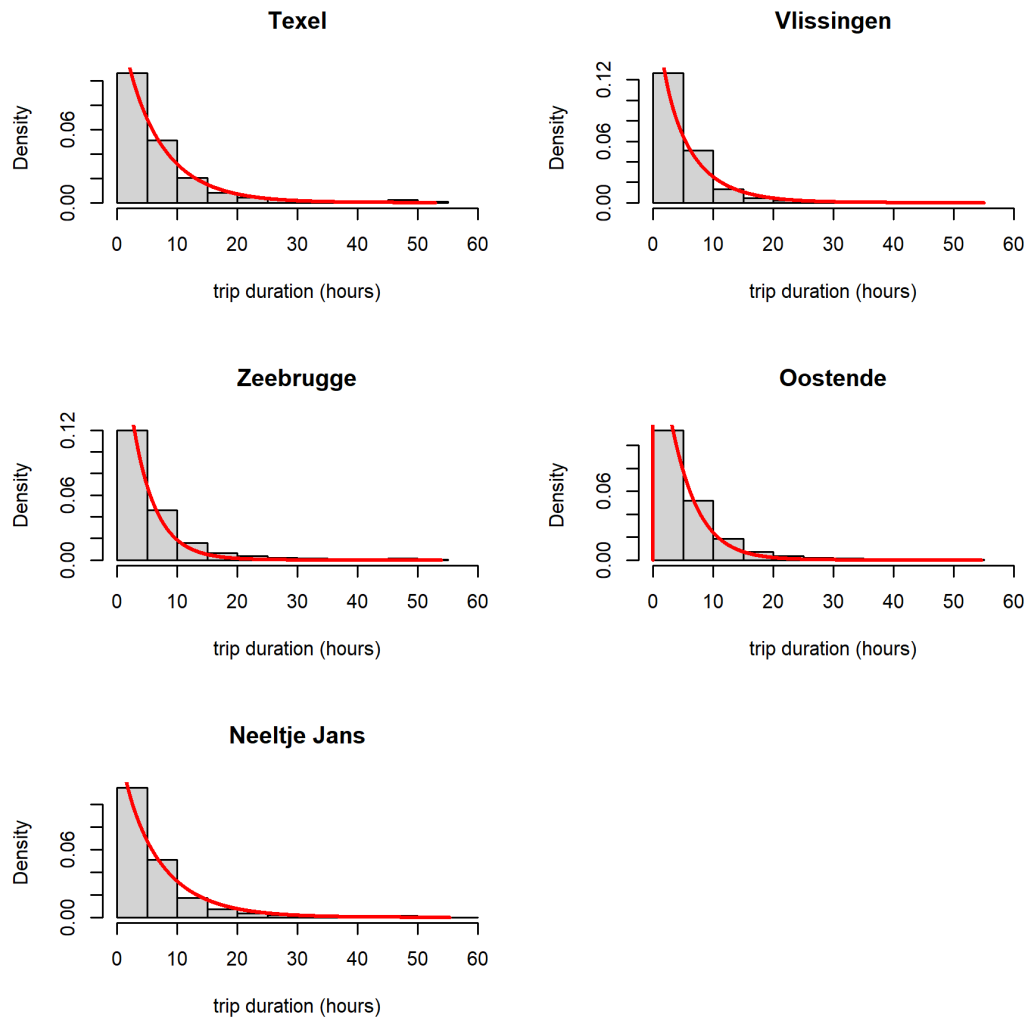 Texel
Density
0.00 0.06
0 10 20 30 40 50 60
trip duration (hours)
Vlissingen
Density
0.00 0.06 0.12
0 10 20 30 40 50 60
trip duration (hours)
Zeebrugge
Density
0.00 0.06 0.12
0 10 20 30 40 50 60
trip duration (hours)
Oostende
Density
0.00 0.06
0 10 20 30 40 50 60
trip duration (hours)
Neeltje Jans
Density
0.00 0.06
0 10 20 30 40 50 60
trip duration (hours)